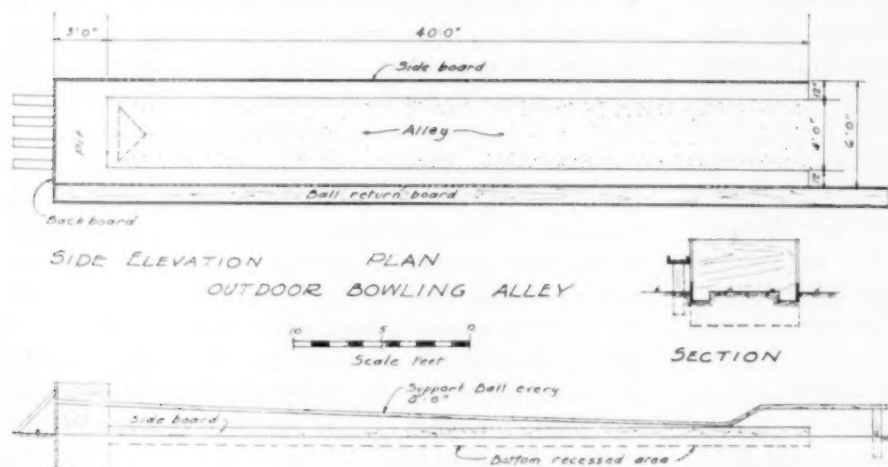 3'0"
40'0"
Side board
Pit
Alley
12"
4'0"
6'0"
12"
Ball return board
Back board
SIDE ELEVATION PLAN
OUTDOOR BOWLING ALLEY
10 5 0
Scale Feet
SECTION
Support Ball every
8'0"
Side board
Bottom recessed area